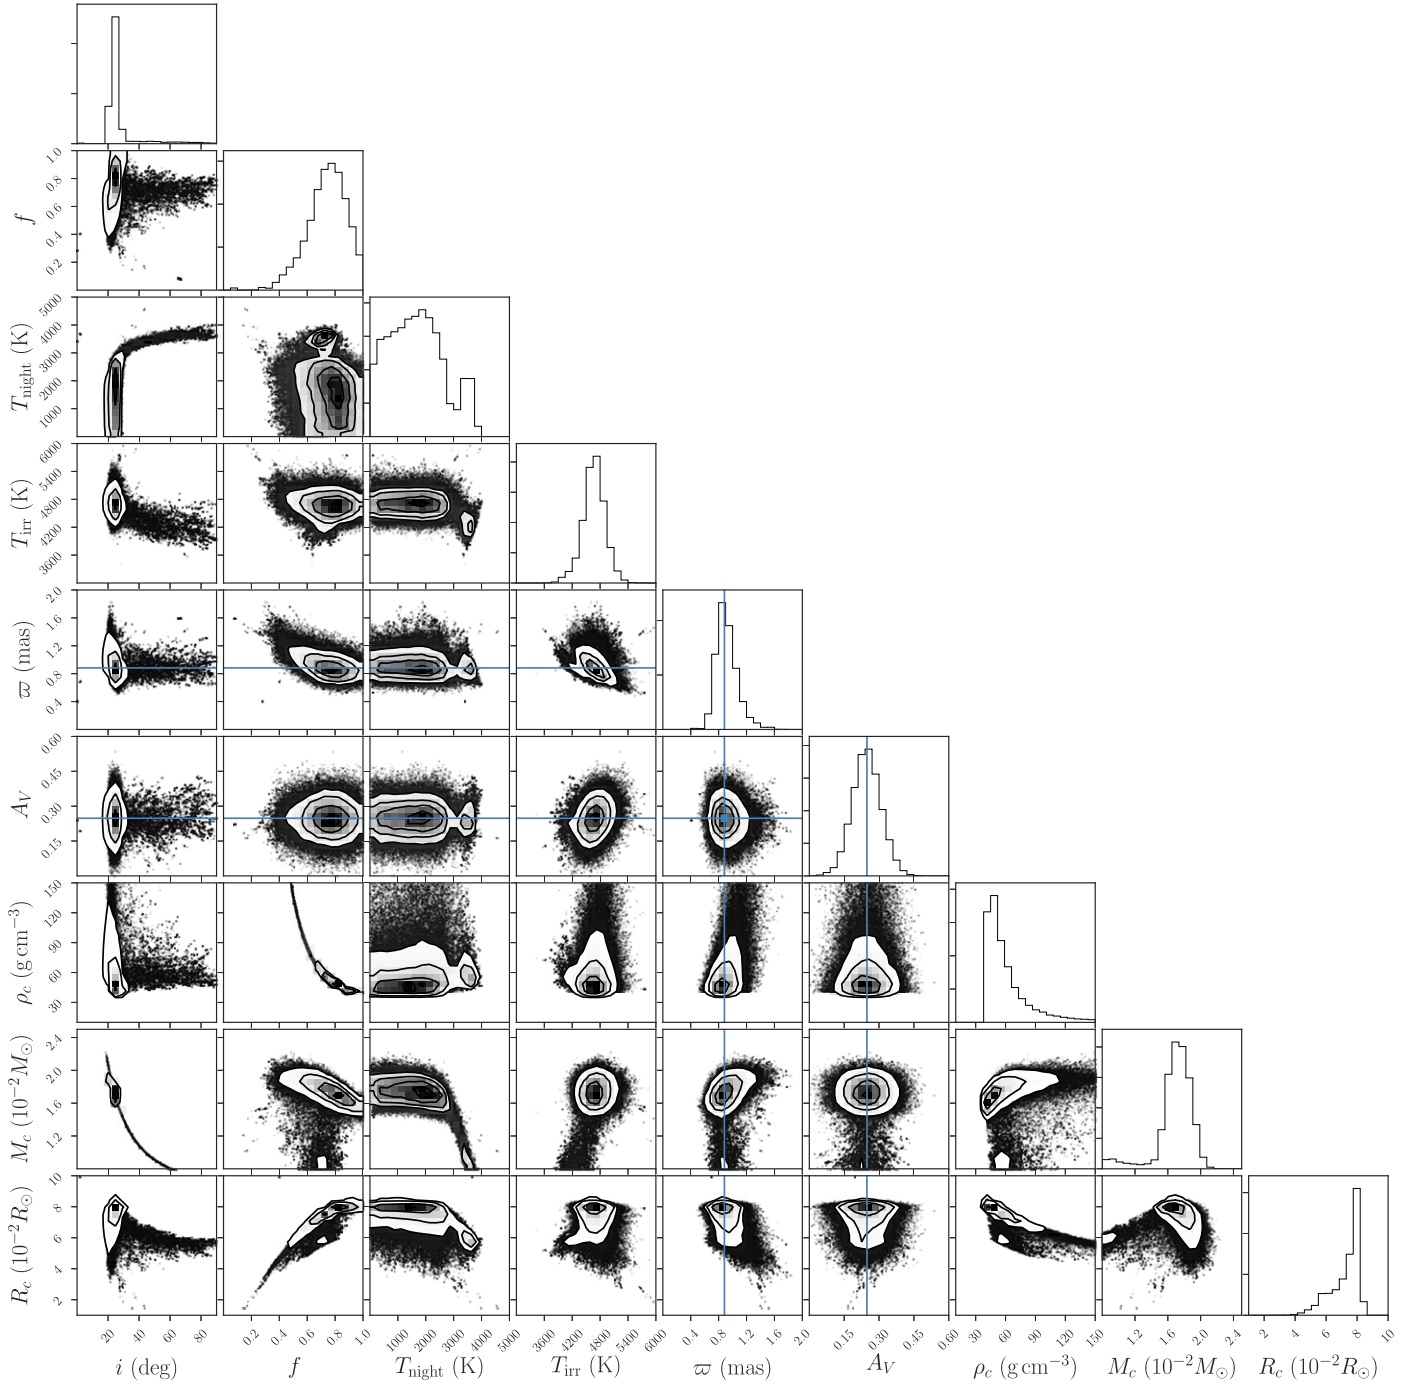 f
1.0
0.8
0.6
0.4
0.2
T_night (K)
5000
4000
3000
2000
1000
T_irr (K)
6000
5400
4800
4200
3600
ϖ (mas)
2.0
1.6
1.2
0.8
0.4
A_V
0.60
0.45
0.30
0.15
ρ_c (g cm^−3)
150
120
90
60
30
M_c (10^−2 M_⊙)
2.4
2.0
1.6
1.2
R_c (10^−2 R_⊙)
10
8
6
4
2
20 40 60 80
0.2 0.4 0.6 0.8 1.0
1000 2000 3000 4000 5000
3600 4200 4800 5400 6000
0.4 0.8 1.2 1.6 2.0
0.15 0.30 0.45 0.60
30 60 90 120 150
1.2 1.6 2.0 2.4
2 4 6 8 10
i (deg) f T_night (K) T_irr (K) ϖ (mas) A_V ρ_c (g cm^−3) M_c (10^−2 M_⊙) R_c (10^−2 R_⊙)